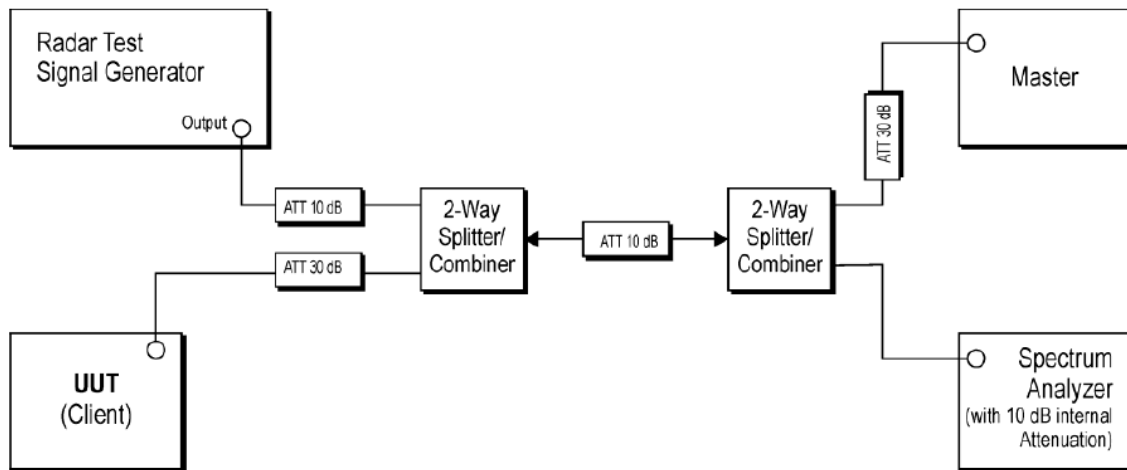 Radar Test
Signal Generator
Output
ATT 10 dB
2-Way
Splitter/
Combiner
ATT 30 dB
UUT
(Client)
ATT 10 dB
2-Way
Splitter/
Combiner
ATT 30 dB
Master
Spectrum
Analyzer
(with 10 dB internal
Attenuation)